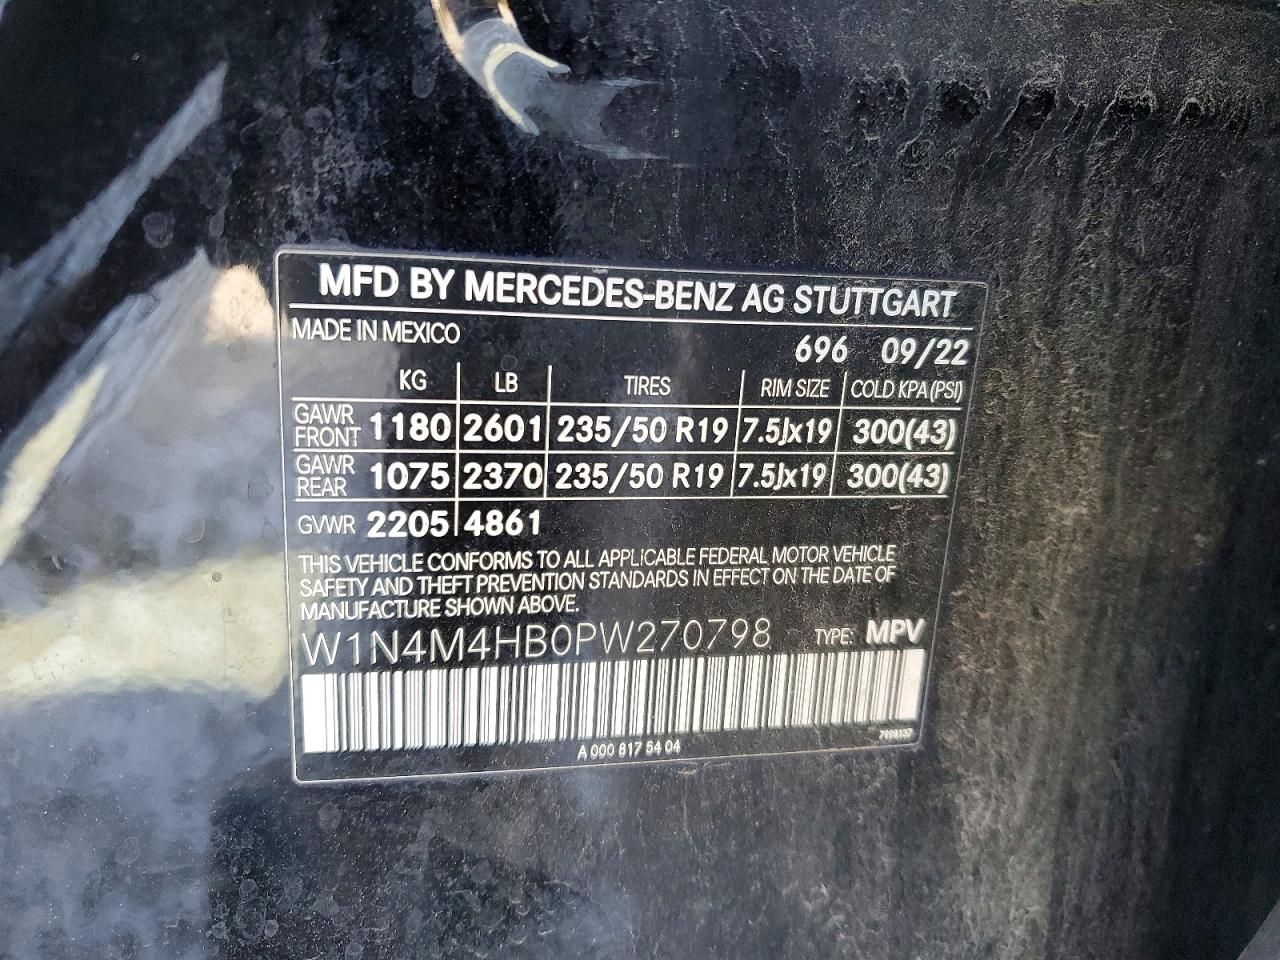 MFD BY MERCEDES-BENZ AG STUTTGART
MADE IN MEXICO
696 09/22
KG LB TIRES RIM SIZE COLD KPA (PSI)
GAWR FRONT 1180 2601 235/50 R19 7.5Jx19 300(43)
GAWR REAR 1075 2370 235/50 R19 7.5Jx19 300(43)
GVWR 2205 4861
THIS VEHICLE CONFORMS TO ALL APPLICABLE FEDERAL MOTOR VEHICLE
SAFETY AND THEFT PREVENTION STANDARDS IN EFFECT ON THE DATE OF
MANUFACTURE SHOWN ABOVE.
W1N4M4HB0PW270798 TYPE: MPV
A 000 817 54 04 7998137